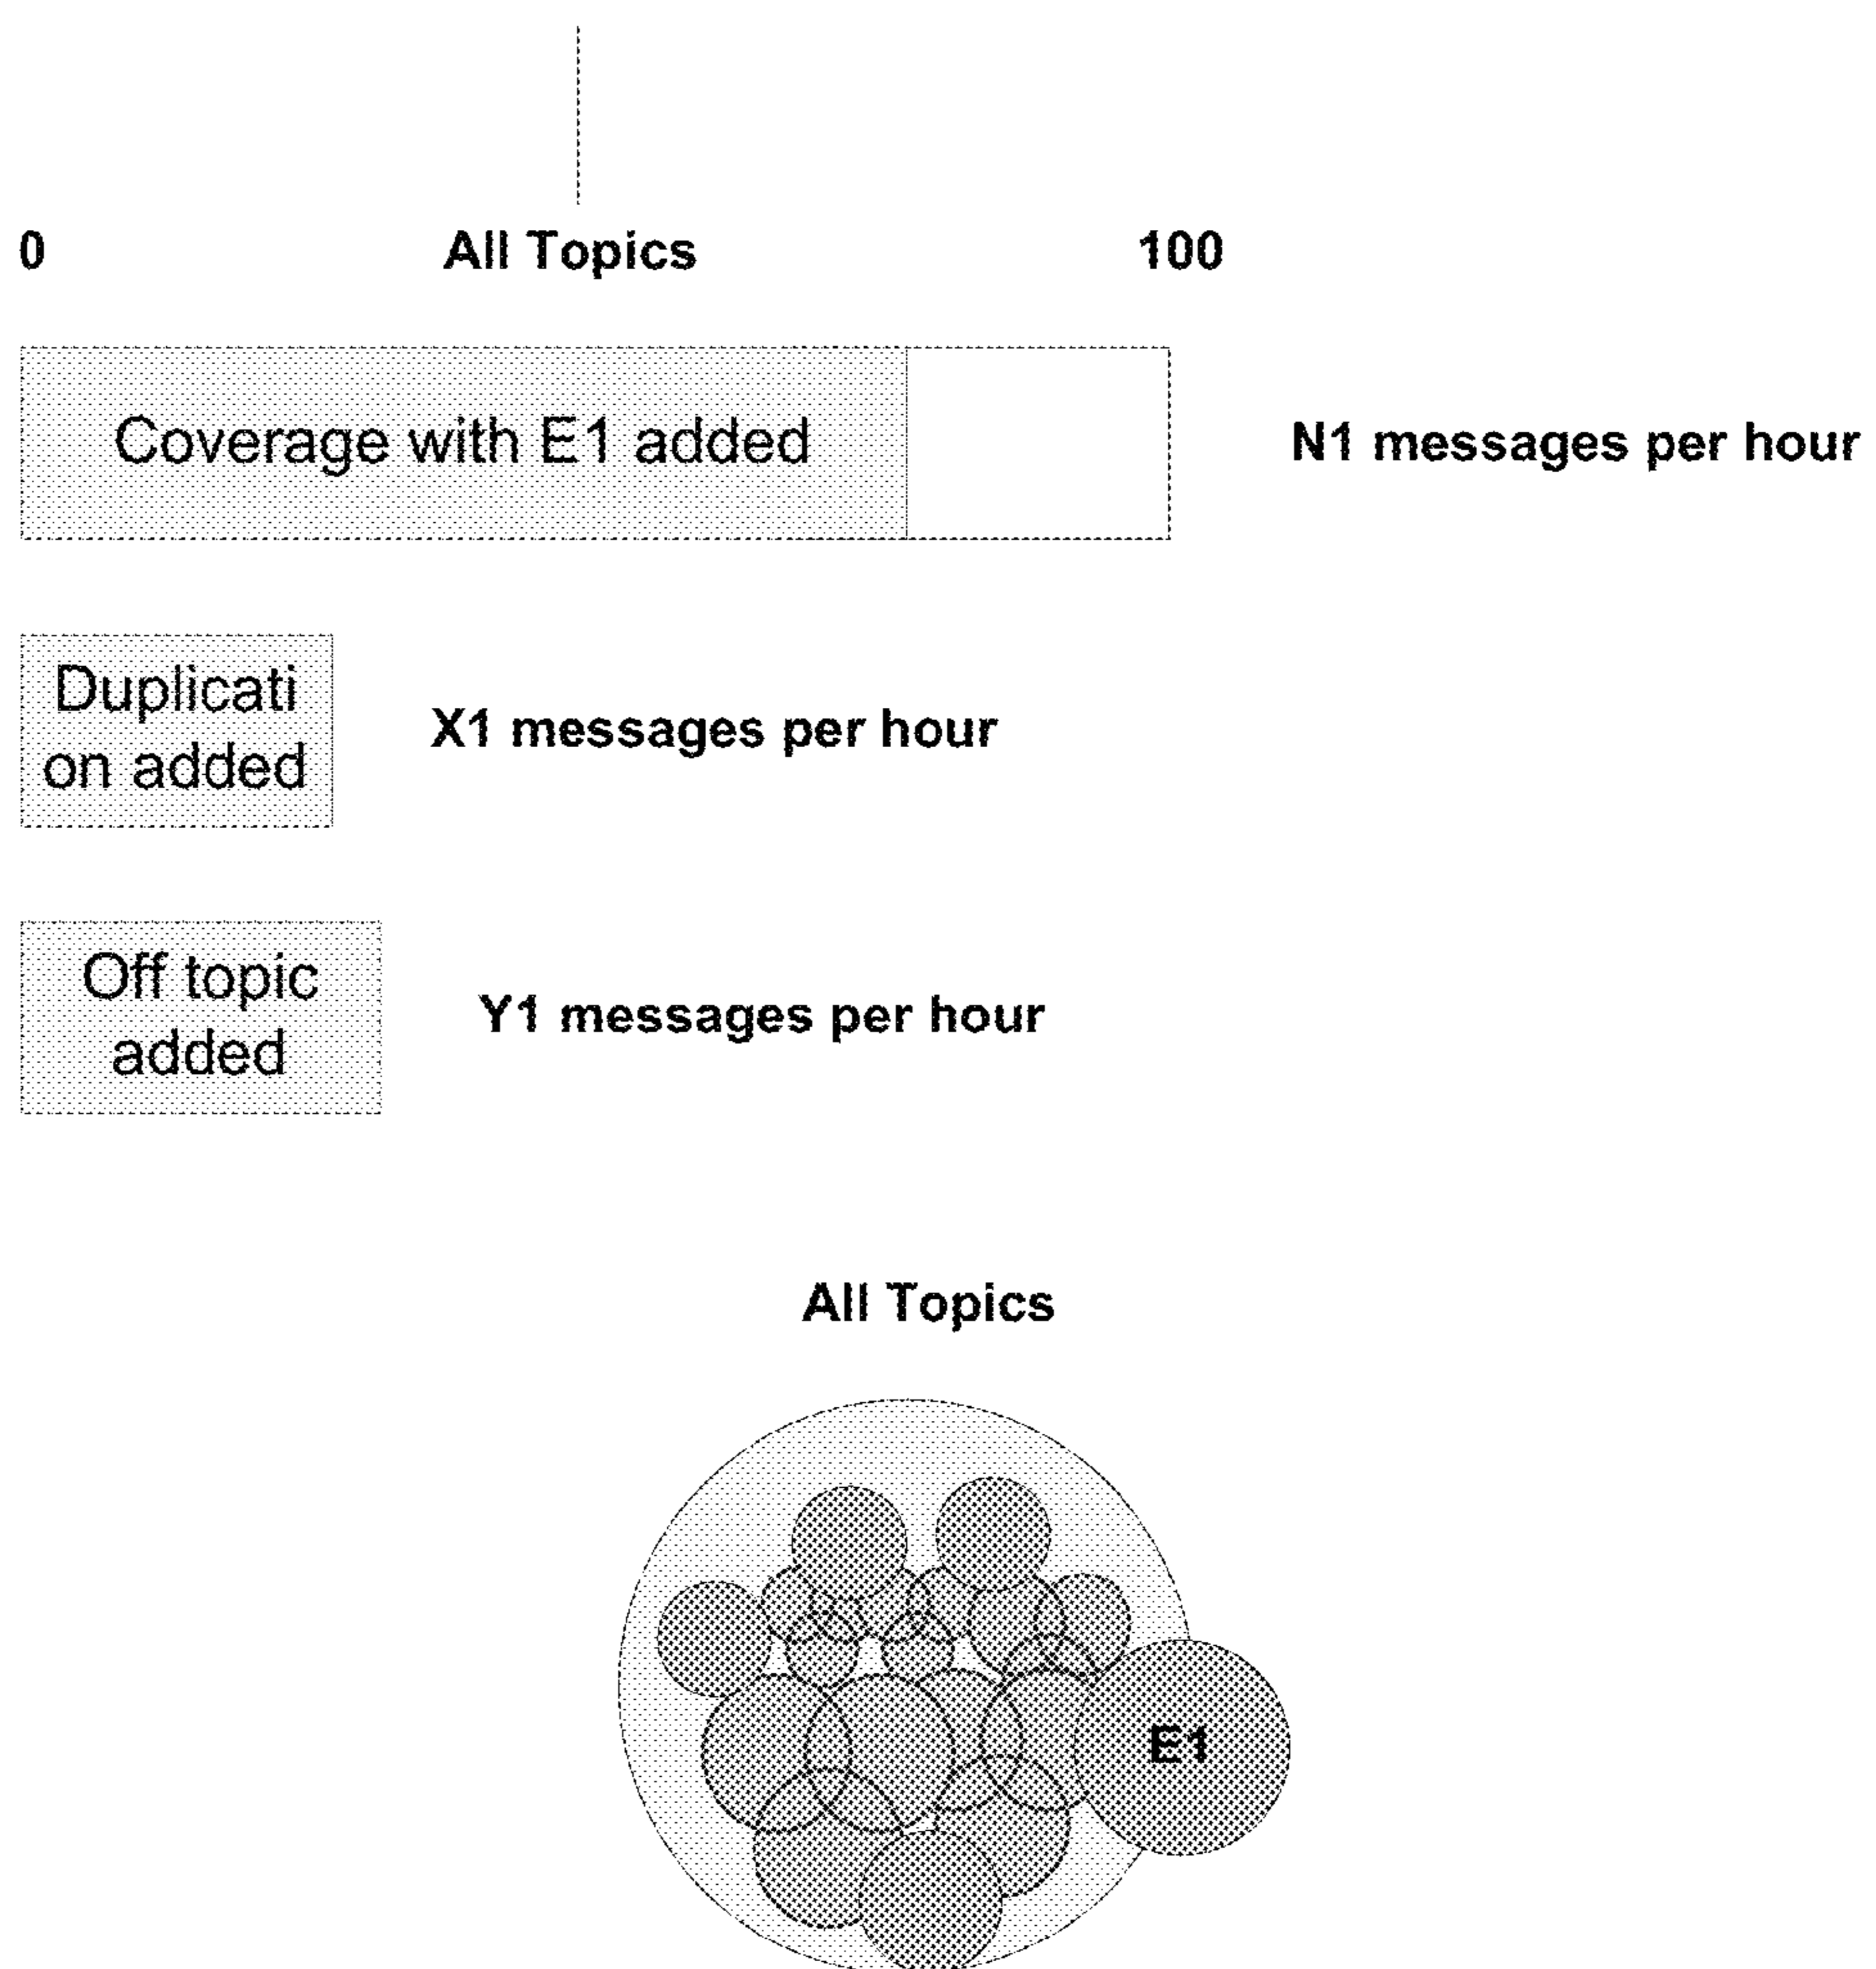 0 All Topics 100
Coverage with E1 added
N1 messages per hour
Duplicati
on added
X1 messages per hour
Off topic
added
Y1 messages per hour
All Topics
E1